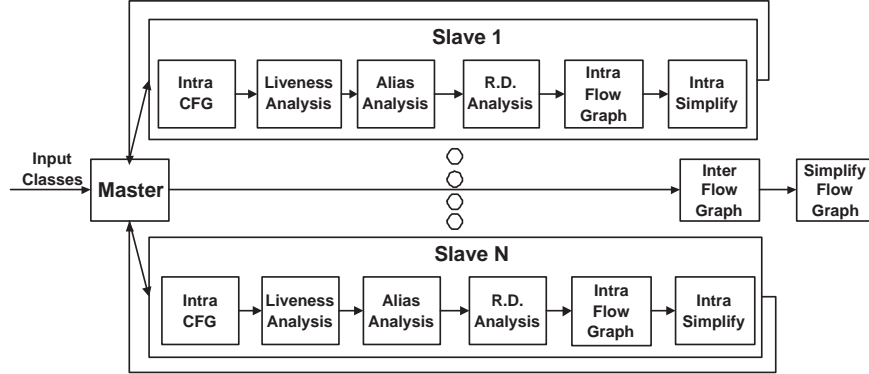 Slave 1
Intra
CFG
Liveness
Analysis
Alias
Analysis
R.D.
Analysis
Intra
Flow
Graph
Intra
Simplify
Input
Classes
Master
Inter
Flow
Graph
Simplify
Flow
Graph
Slave N
Intra
CFG
Liveness
Analysis
Alias
Analysis
R.D.
Analysis
Intra
Flow
Graph
Intra
Simplify